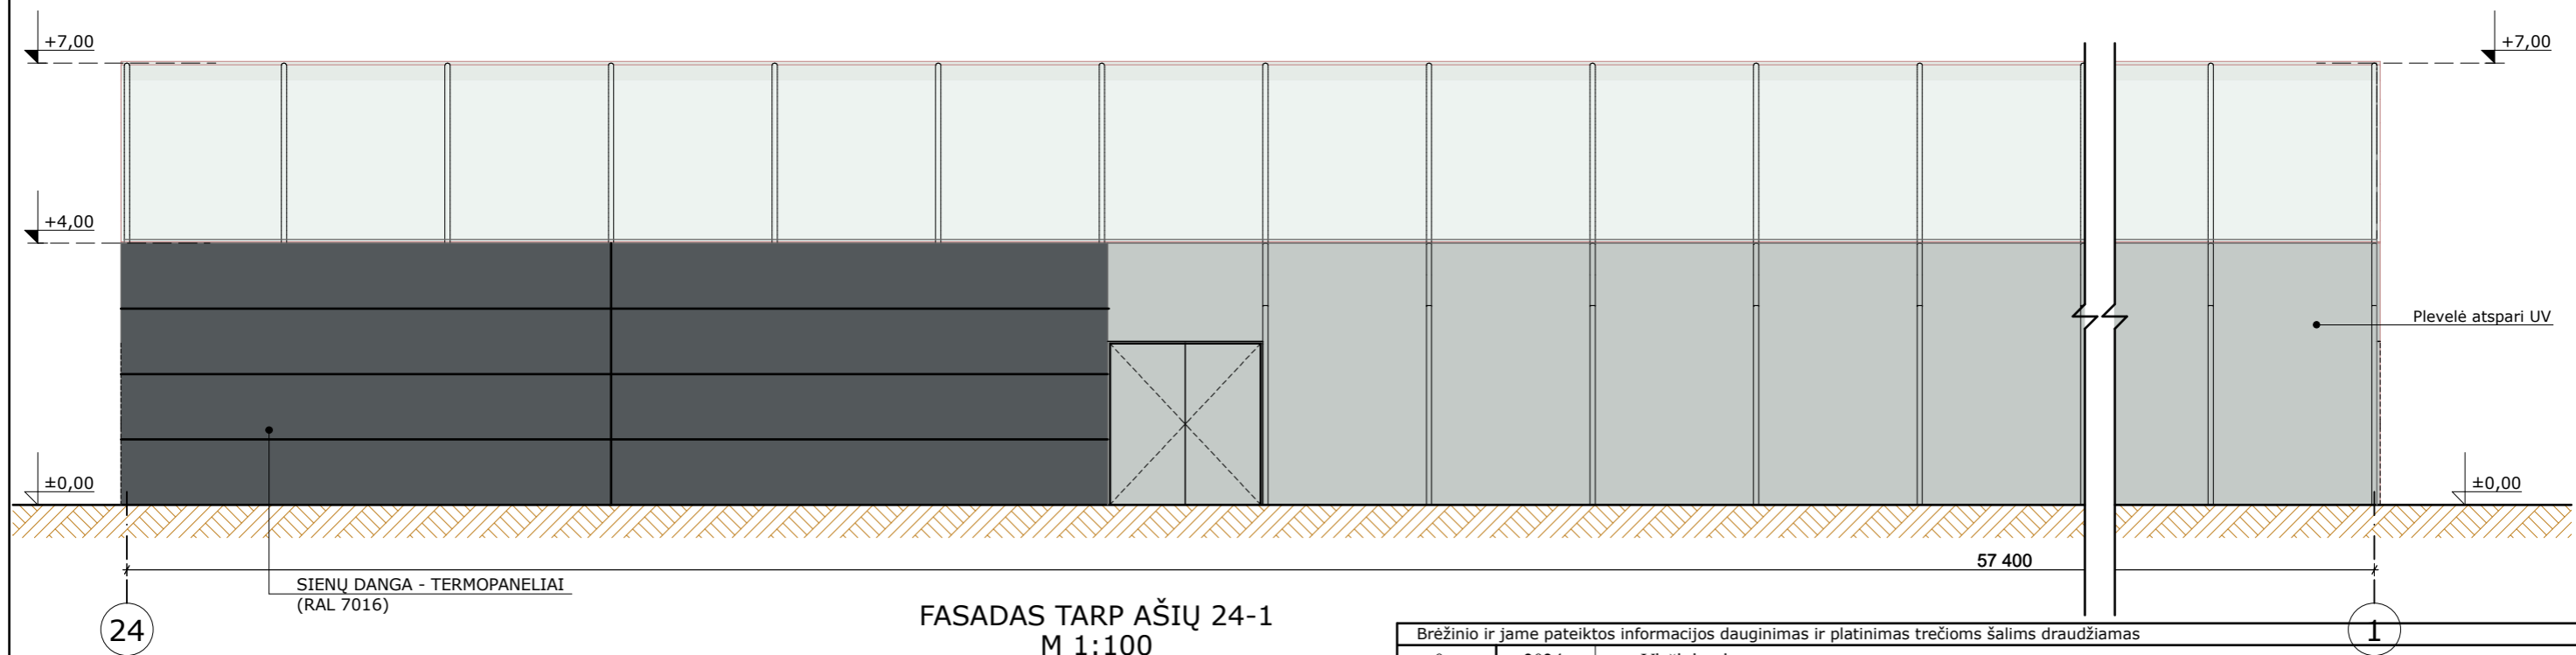 +7,00
+7,00
+4,00
Plevelė atspari UV
±0,00
±0,00
57 400
SIENŲ DANGA - TERMOPANELIAI
(RAL 7016)
24
FASADAS TARP AŠIŲ 24-1
M 1:100
1
Brėžinio ir jame pateiktos informacijos dauginimas ir platinimas trečioms šalims draudžiamas